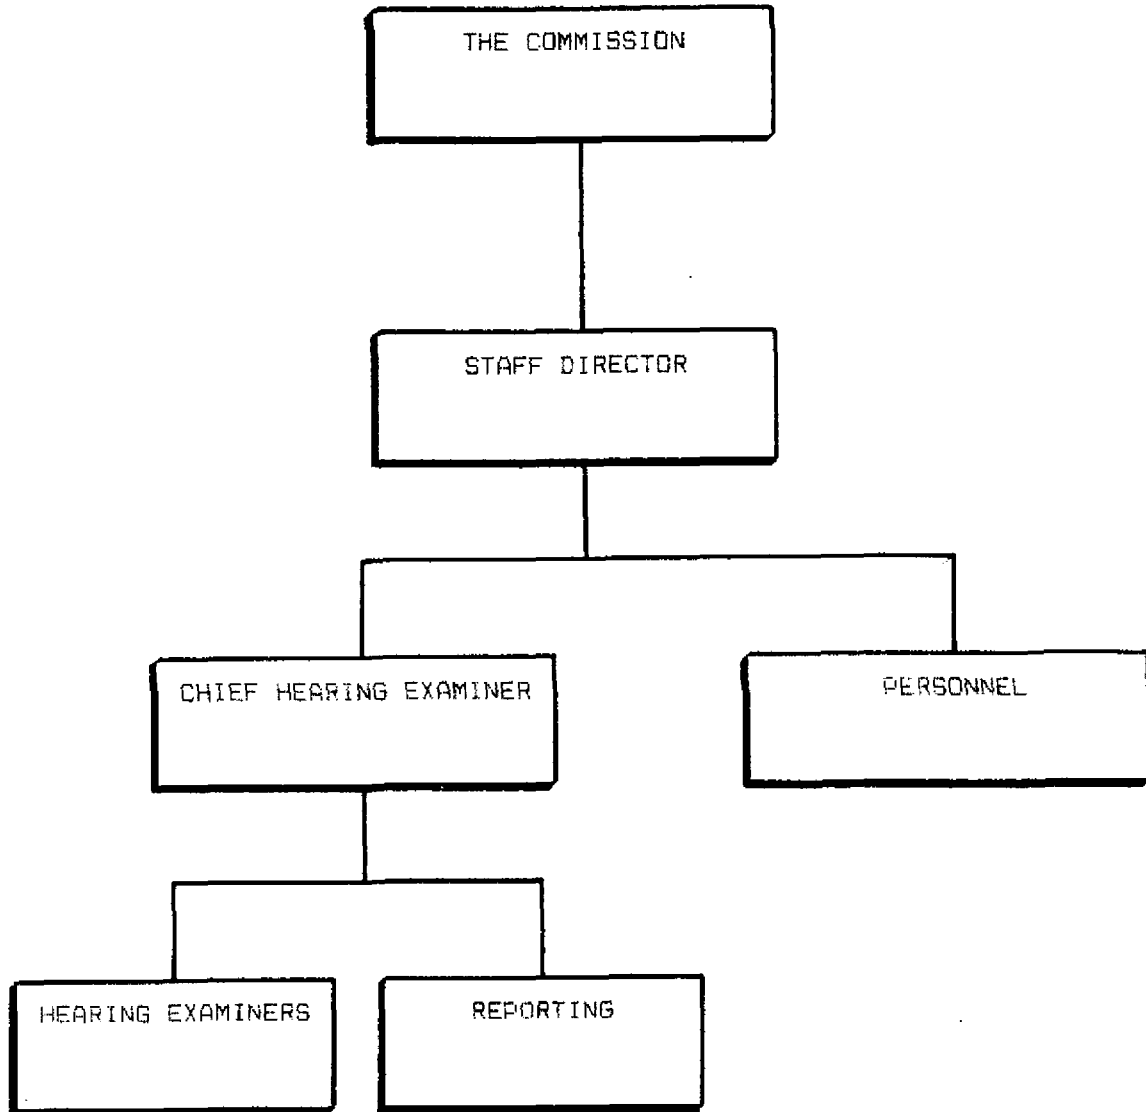 THE COMMISSION
STAFF DIRECTOR
CHIEF HEARING EXAMINER
PERSONNEL
HEARING EXAMINERS
REPORTING